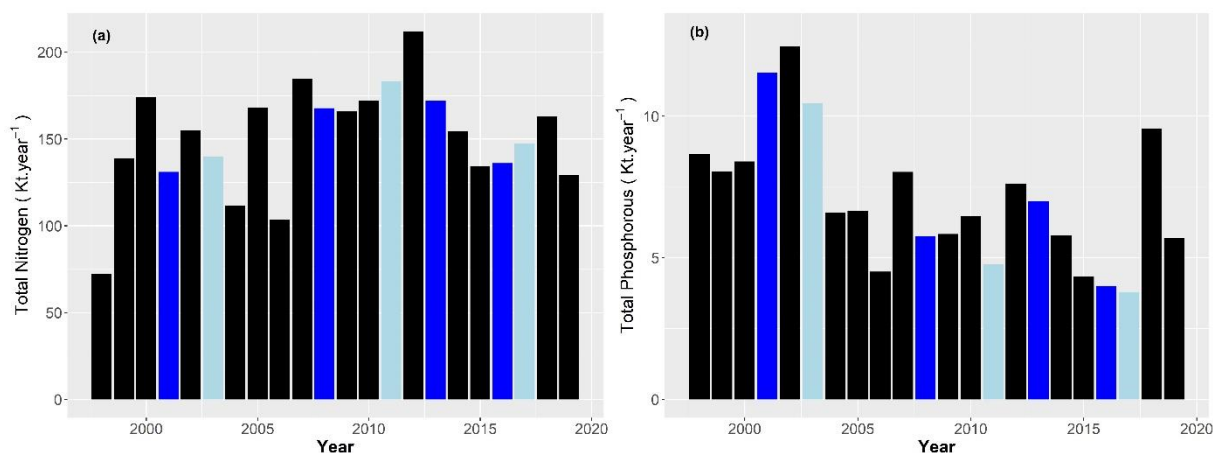 (a)
200
150
100
50
0
Total Nitrogen ( Kt.year⁻¹ )
2000 2005 2010 2015 2020
Year
(b)
10
5
0
Total Phosphorous ( Kt.year⁻¹ )
2000 2005 2010 2015 2020
Year